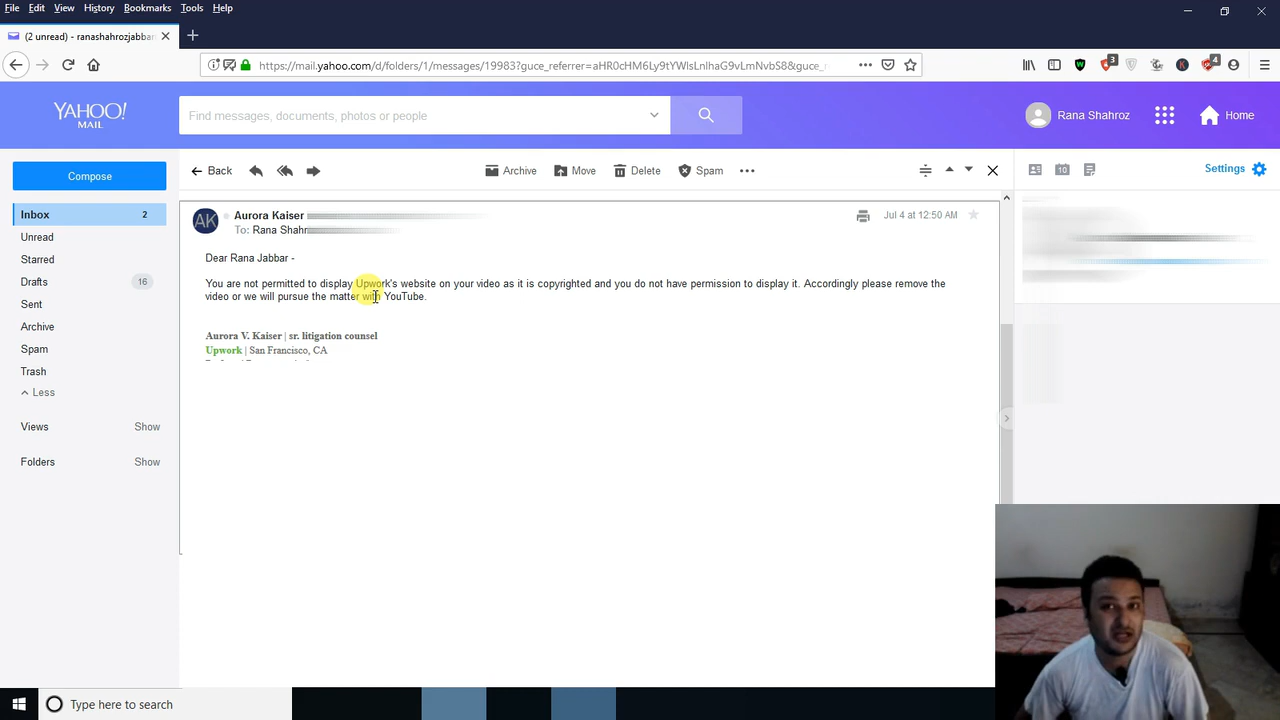 File Edit View History Bookmarks Tools Help
(2 unread) - ranashahrozjabbar
https://mail.yahoo.com/d/folders/1/messages/19983?guce_referrer=aHR0cHM6Ly9tYWlsLnlhaG9vLmNvbS8&guce_
3
4
YAHOO!
MAIL
Find messages, documents, photos or people
Rana Shahroz
Home
Compose
Back
Archive Move Delete Spam
10
Settings
Inbox 2
Unread
Starred
Drafts 16
Sent
Archive
Spam
Trash
Less
Views Show
Folders Show
AK
Aurora Kaiser
Jul 4 at 12:50 AM
To: Rana Shahr
Dear Rana Jabbar -
You are not permitted to display Upwork's website on your video as it is copyrighted and you do not have permission to display it. Accordingly please remove the
video or we will pursue the matter with YouTube.
Aurora V. Kaiser | sr. litigation counsel
Upwork | San Francisco, CA
Type here to search